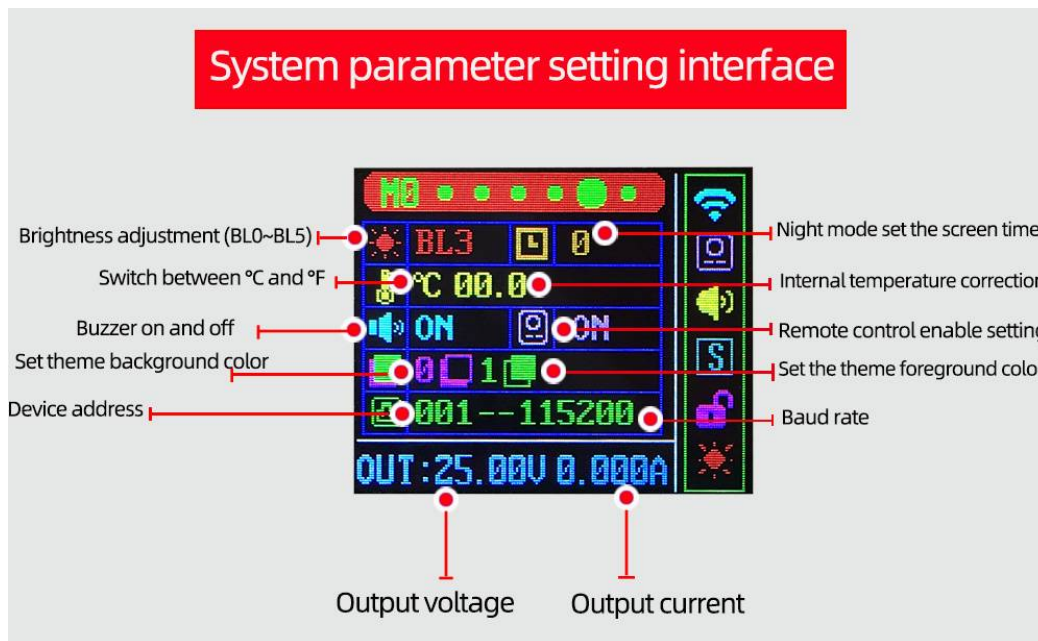 System parameter setting interface
M0
Brightness adjustment (BL0~BL5)
BL3
0
Night mode set the screen time
Switch between °C and °F
°C 00.0
Internal temperature correction
Buzzer on and off
ON
ON
Remote control enable setting
S
Set theme background color
0
1
Set the theme foreground colo
Device address
001--115200
Baud rate
OUT:25.00V 0.000A
Output voltage
Output current